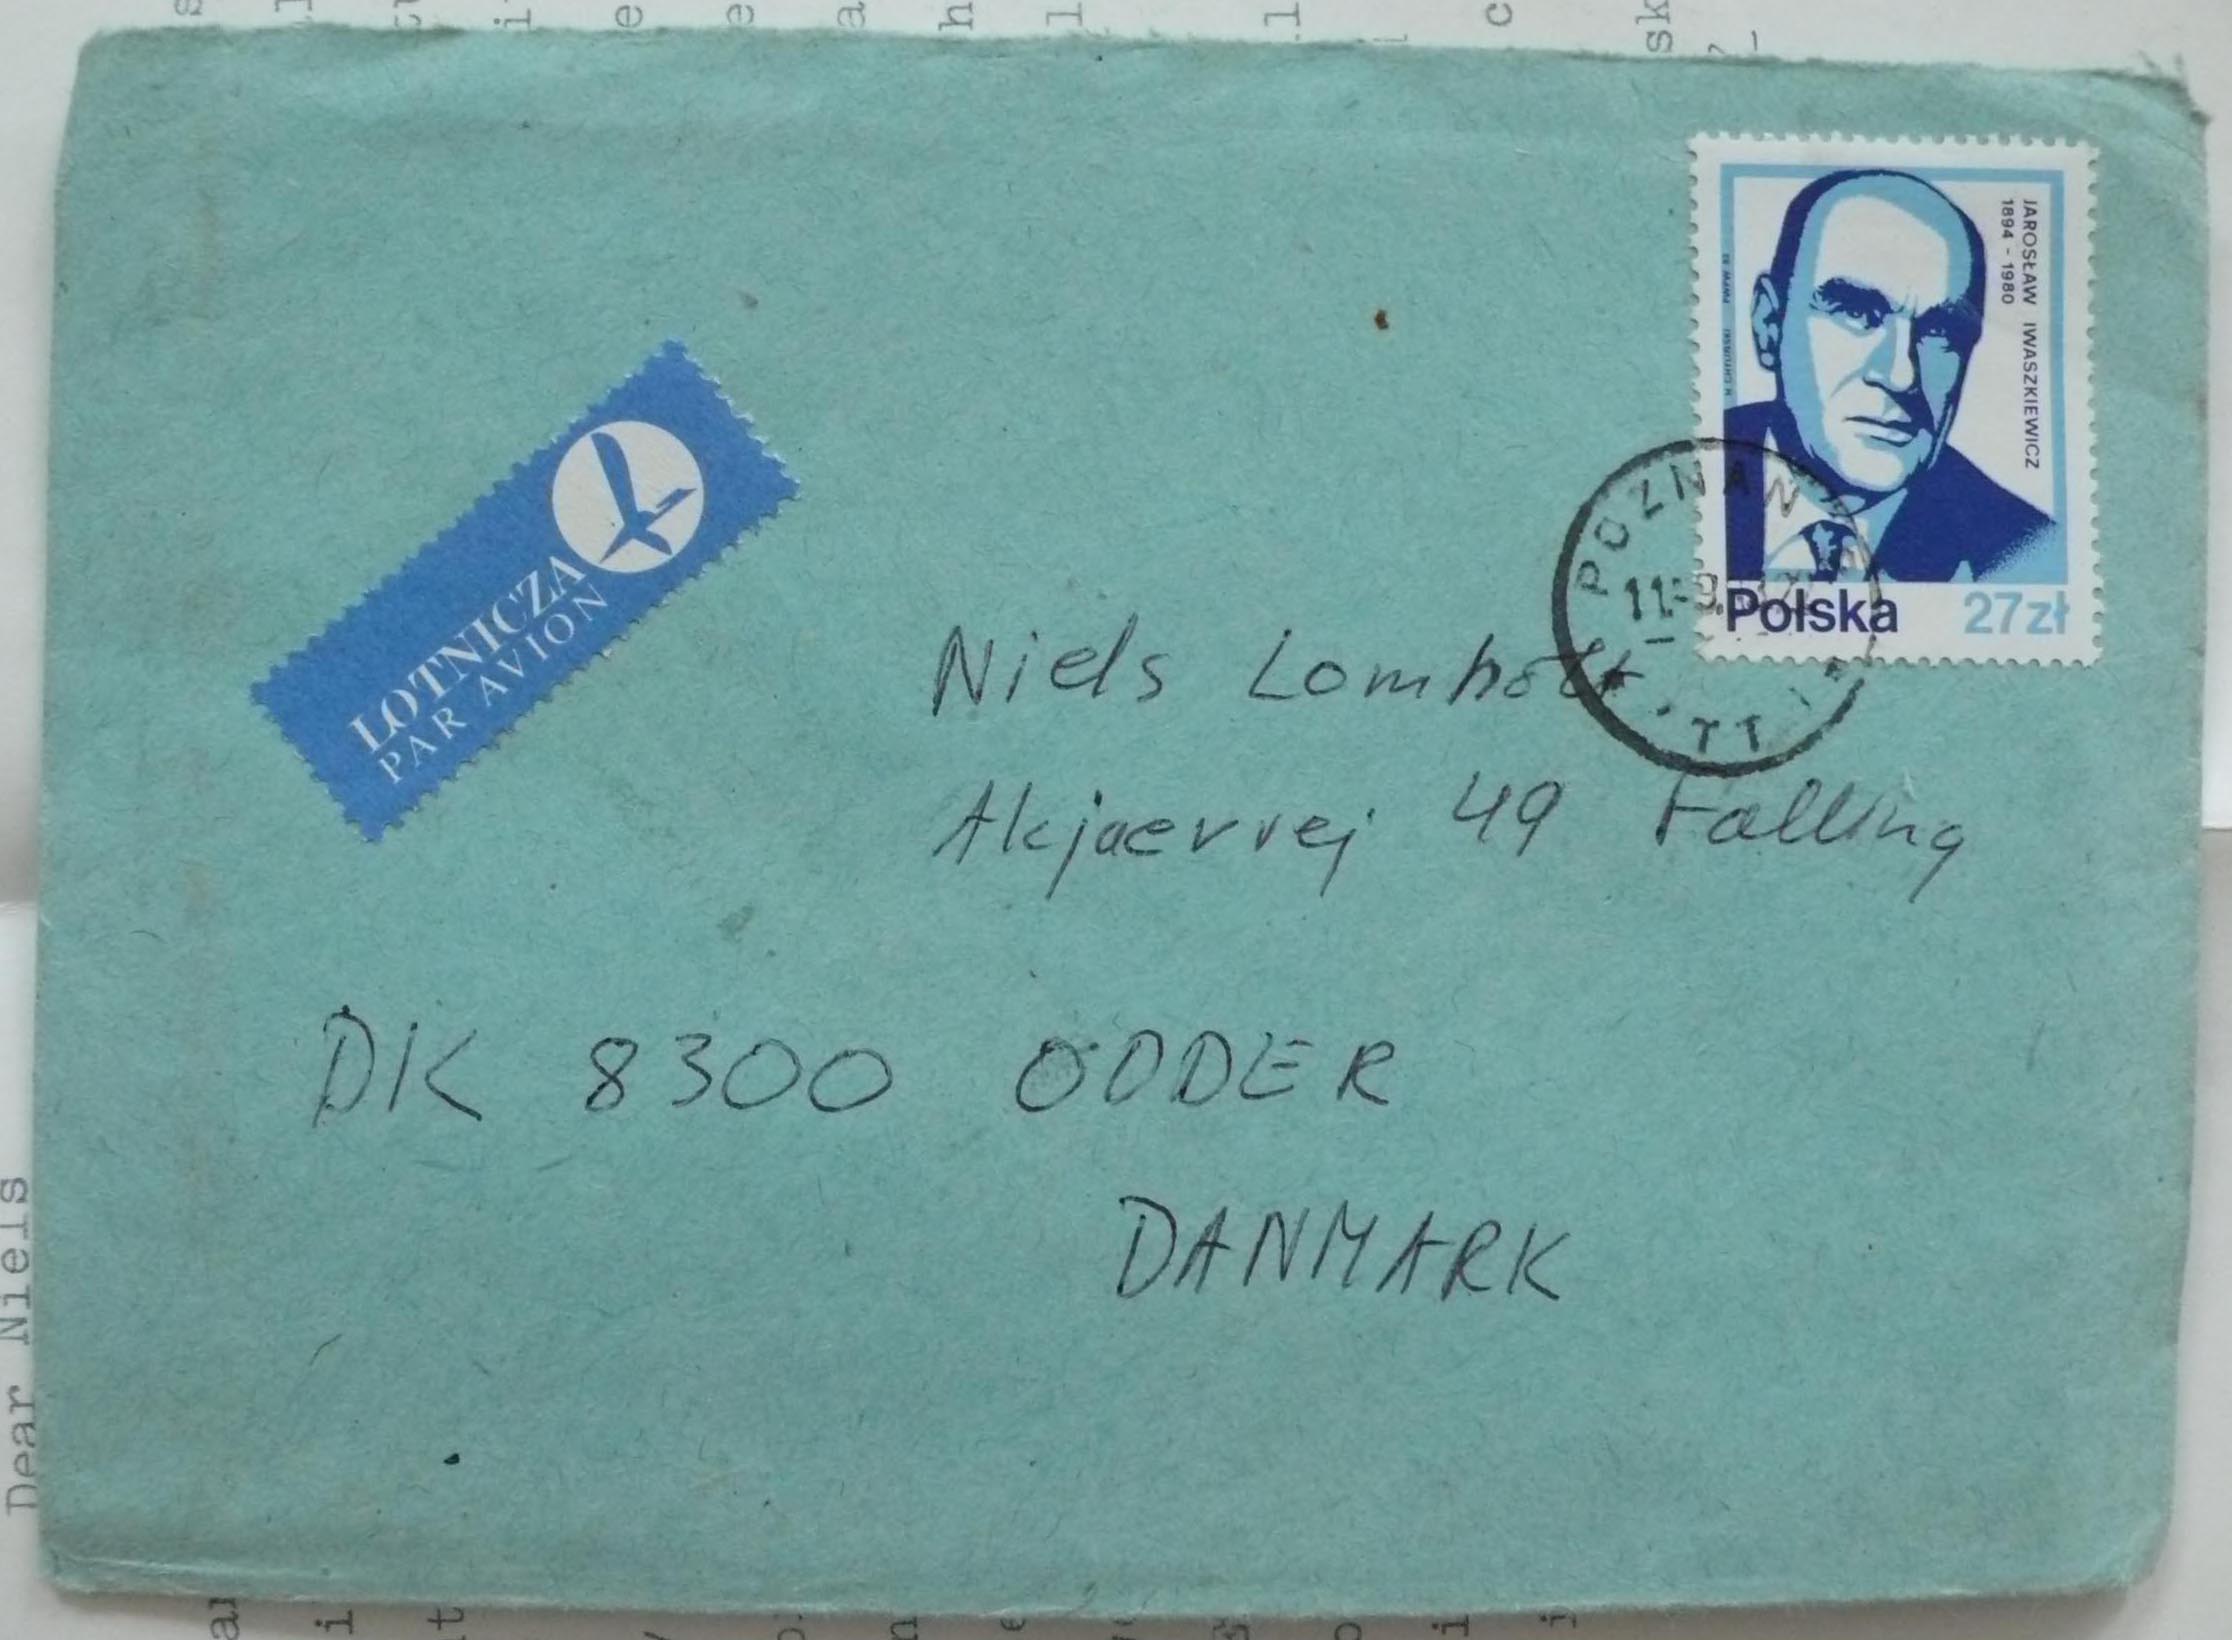 JAROSŁAW IWASZKIEWICZ
1894 - 1980
Polska 27zł
POZNAŃ
LOTNICZA
PAR AVION
Niels Lomholt
Akjaervej 49 Falling
DK 8300 ODDER
DANMARK
Dear Niels